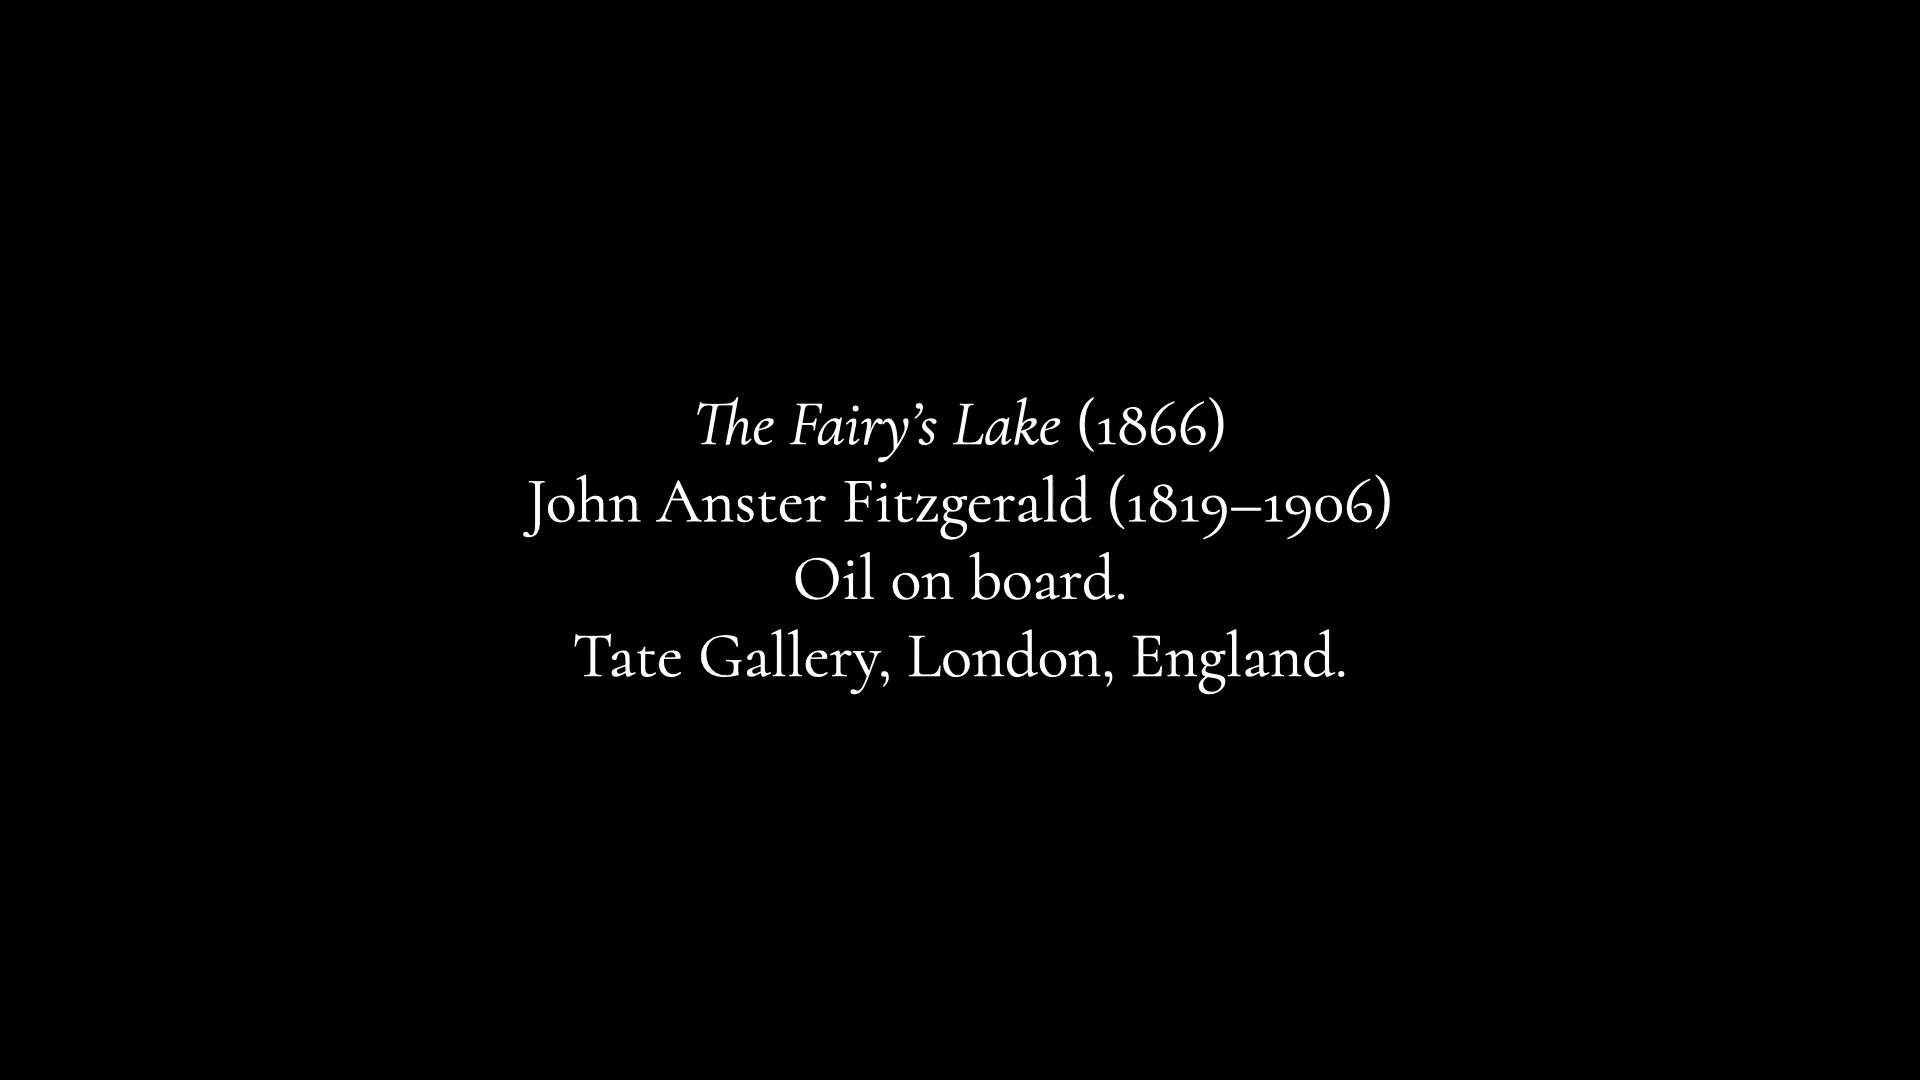 The Fairy’s Lake (1866)
John Anster Fitzgerald (1819–1906)
Oil on board.
Tate Gallery, London, England.